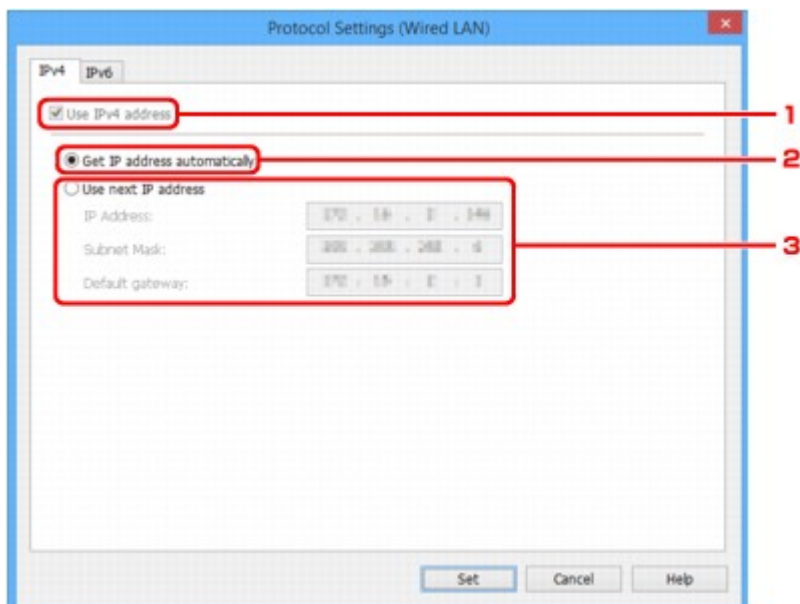 Protocol Settings (Wired LAN)
IPv4 IPv6
Use IPv4 address
1
Get IP address automatically
2
Use next IP address
IP Address:
Subnet Mask:
3
Default gateway:
Set Cancel Help